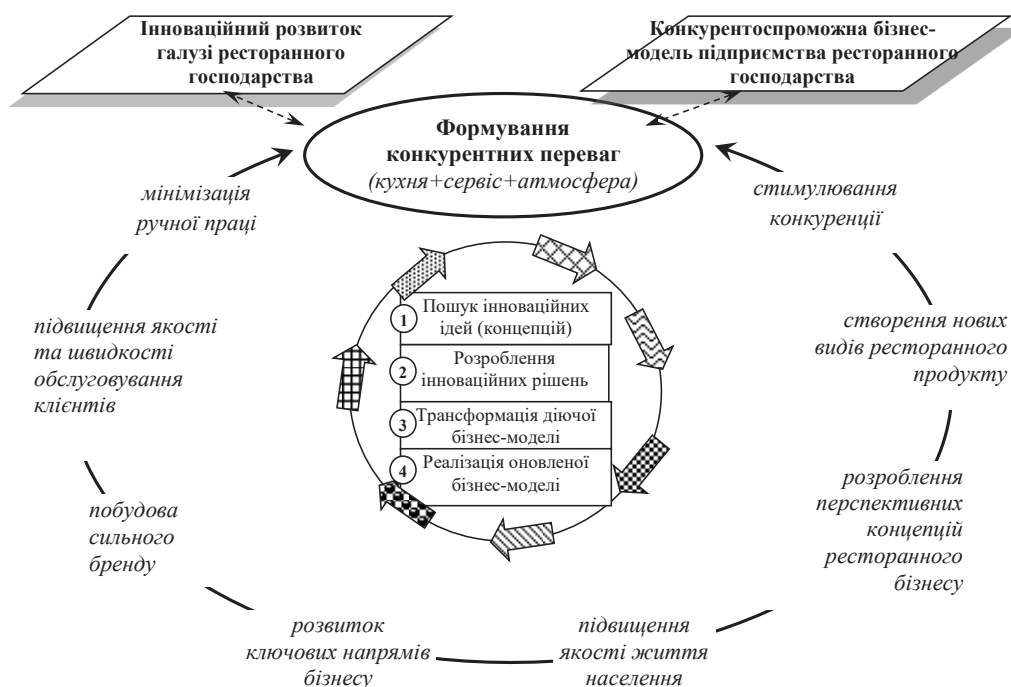 Інноваційний розвиток
галузі ресторанного
господарства
Конкурентоспроможна бізнес-
модель підприємства ресторанного
господарства
Формування
конкурентних переваг
(кухня+сервіс+атмосфера)
мінімізація
ручної праці
стимулювання
конкуренції
підвищення якості
та швидкості
обслуговування
клієнтів
1
Пошук інноваційних
ідей (концепцій)
2
Розроблення
інноваційних рішень
3
Трансформація діючої
бізнес-моделі
4
Реалізація оновленої
бізнес-моделі
створення нових
видів ресторанного
продукту
побудова
сильного
бренду
розроблення
перспективних
концепцій
ресторанного
бізнесу
розвиток
ключових напрямів
бізнесу
підвищення
якості життя
населення